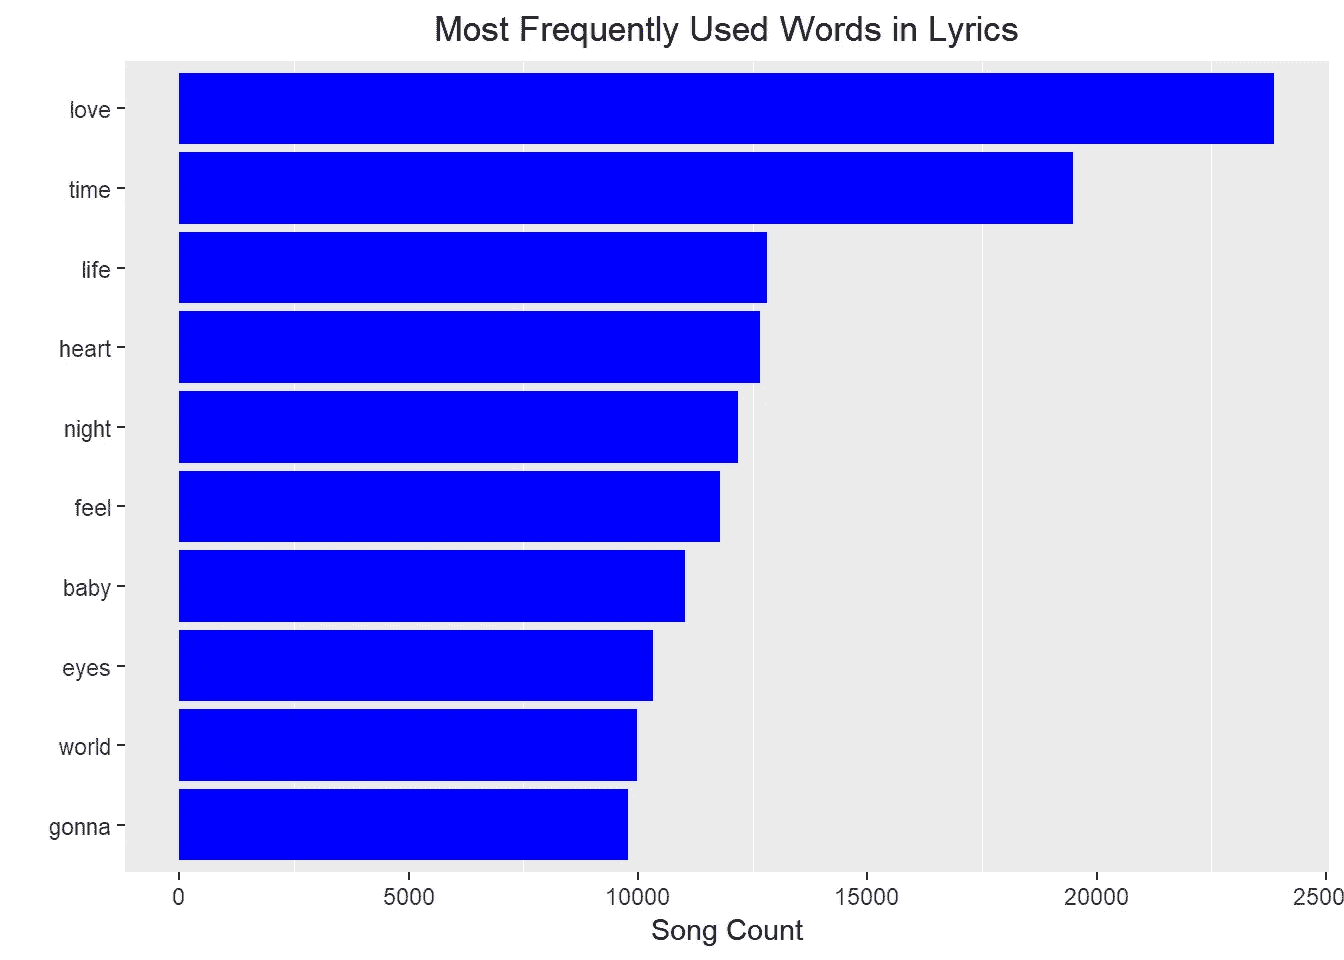 Most Frequently Used Words in Lyrics
love
time
life
heart
night
feel
baby
eyes
world
gonna
0 5000 10000 15000 20000 2500
Song Count